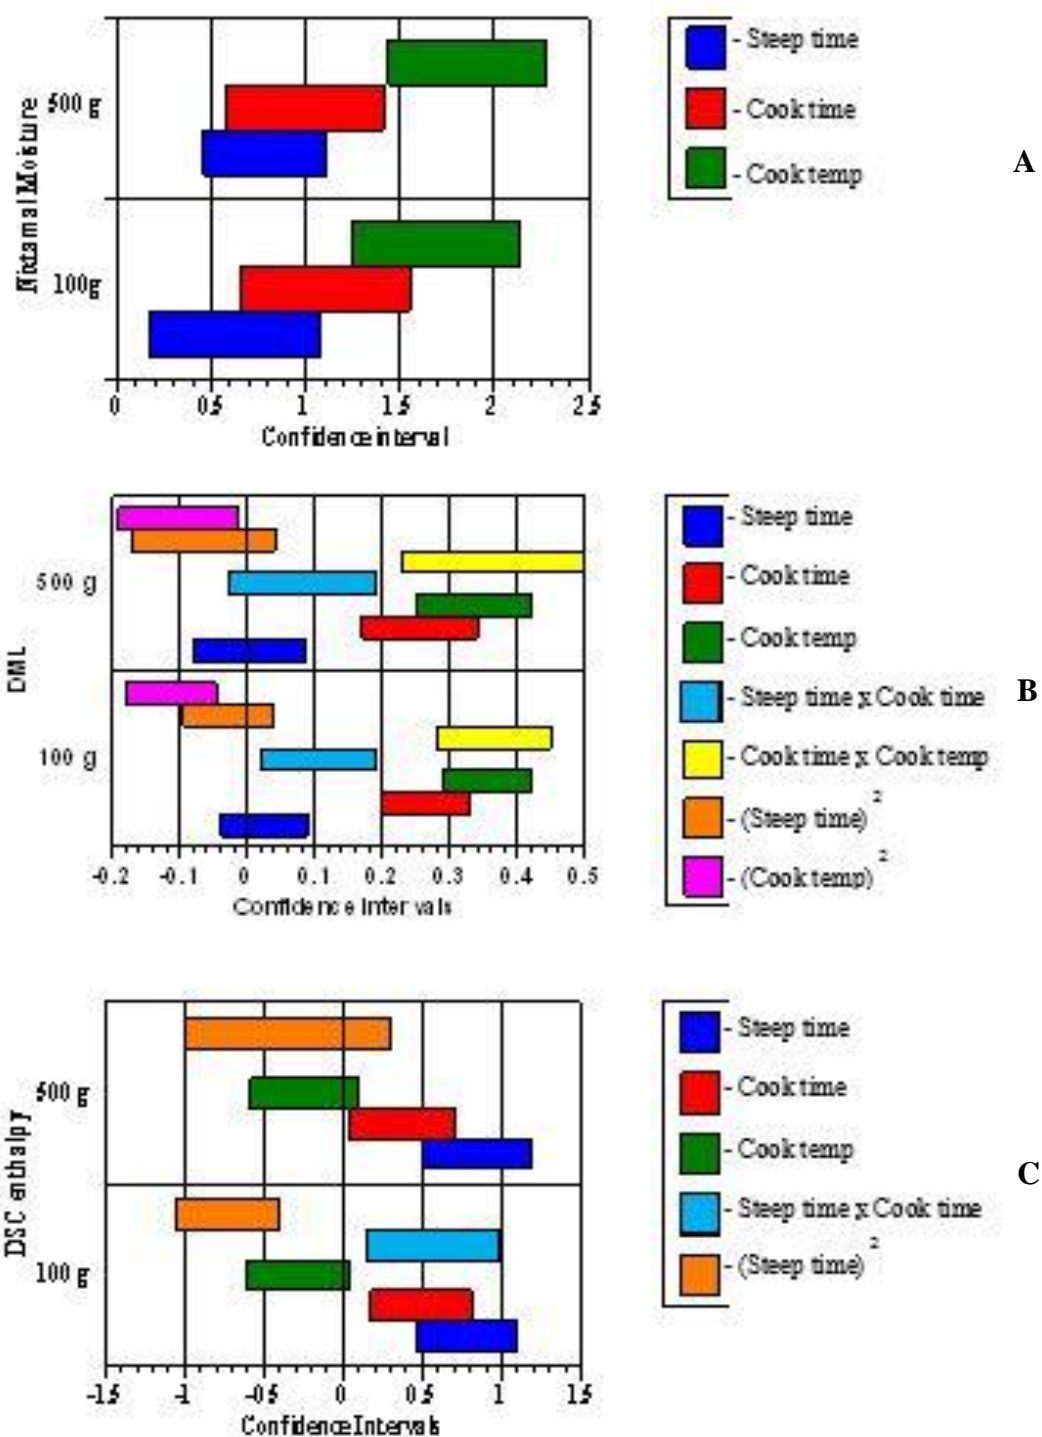 Nixtamal Moisture
500 g
100g
0 0.5 1 1.5 2 2.5
Confidence interval
- Steep time
- Cook time
- Cook temp
A
DML
500 g
100 g
-0.2 -0.1 0 0.1 0.2 0.3 0.4 0.5
Confidence Intervals
- Steep time
- Cook time
- Cook temp
- Steep time x Cook time
- Cook time x Cook temp
- (Steep time) 2
- (Cook temp) 2
B
DSC enthalpy
500 g
100 g
-1.5 -1 -0.5 0 0.5 1 1.5
Confidence Intervals
- Steep time
- Cook time
- Cook temp
- Steep time x Cook time
- (Steep time) 2
C